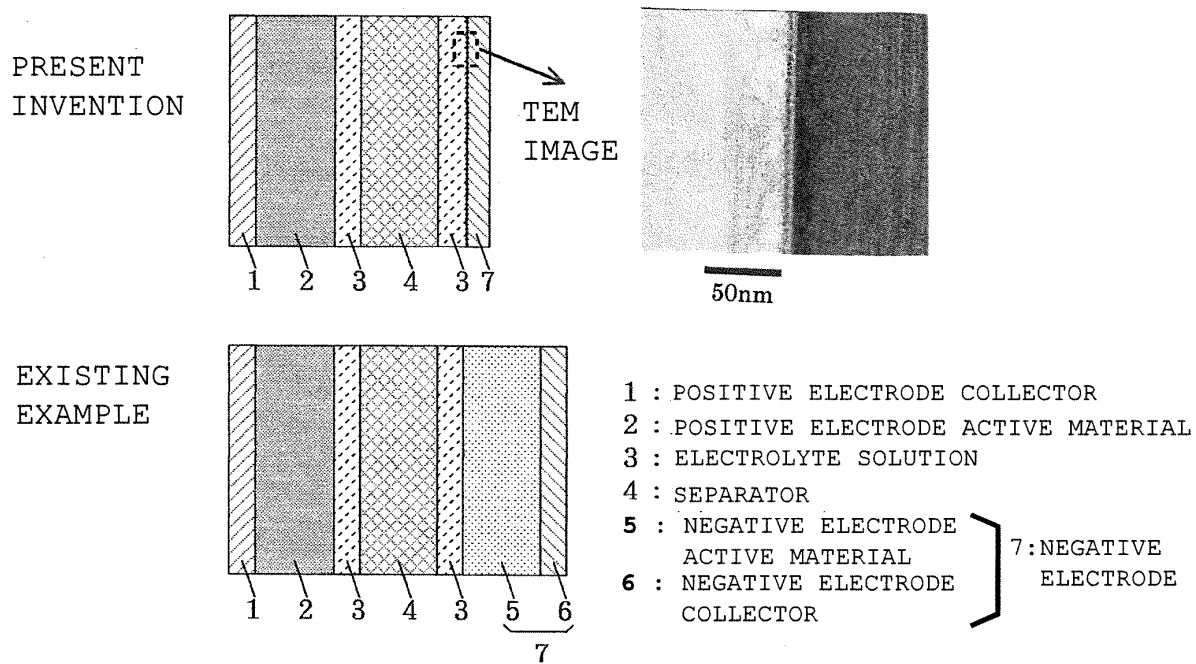 PRESENT
INVENTION
TEM
IMAGE
1 2 3 4 3 7
50nm
EXISTING
EXAMPLE
1 2 3 4 3 5 6
7
1 : POSITIVE ELECTRODE COLLECTOR
2 : POSITIVE ELECTRODE ACTIVE MATERIAL
3 : ELECTROLYTE SOLUTION
4 : SEPARATOR
5 : NEGATIVE ELECTRODE
ACTIVE MATERIAL
6 : NEGATIVE ELECTRODE
COLLECTOR
7:NEGATIVE
ELECTRODE